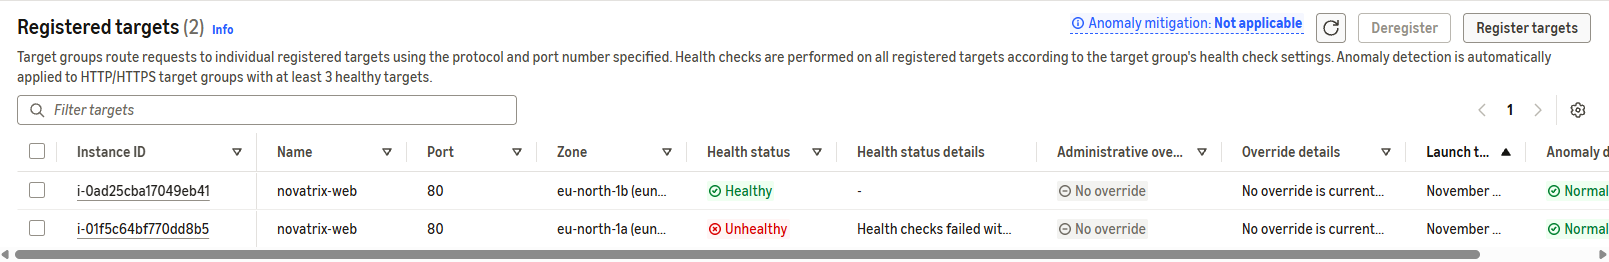 Registered targets (2) Info
Anomaly mitigation: Not applicable
Deregister
Register targets
Target groups route requests to individual registered targets using the protocol and port number specified. Health checks are performed on all registered targets according to the target group's health check settings. Anomaly detection is automatically
applied to HTTP/HTTPS target groups with at least 3 healthy targets.
Filter targets
1
Instance ID Name Port Zone Health status Health status details Administrative ove... Override details Launch t... Anomaly d
i-0ad25cba17049eb41 novatrix-web 80 eu-north-1b (eun... Healthy - No override No override is current... November ... Normal
i-01f5c64bf770dd8b5 novatrix-web 80 eu-north-1a (eun... Unhealthy Health checks failed wit... No override No override is current... November ... Normal